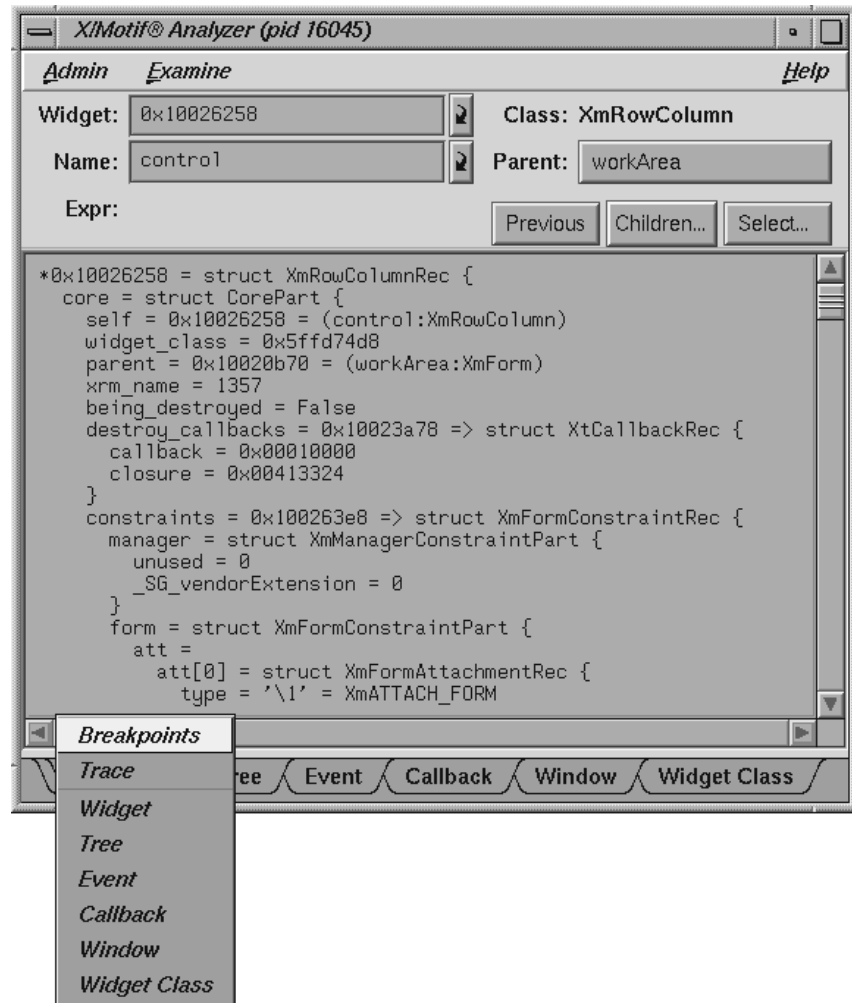 X/Motif® Analyzer (pid 16045)
Admin Examine Help
Widget: 0x10026258 Class: XmRowColumn
Name: control Parent: workArea
Expr:
Previous Children... Select...
*0x10026258 = struct XmRowColumnRec {
core = struct CorePart {
self = 0x10026258 = (control:XmRowColumn)
widget_class = 0x5ffd74d8
parent = 0x10020b70 = (workArea:XmForm)
xrm_name = 1357
being_destroyed = False
destroy_callbacks = 0x10023a78 => struct XtCallbackRec {
callback = 0x00010000
closure = 0x00413324
}
constraints = 0x100263e8 => struct XmFormConstraintRec {
manager = struct XmManagerConstraintPart {
unused = 0
_SG_vendorExtension = 0
}
form = struct XmFormConstraintPart {
att =
att[0] = struct XmFormAttachmentRec {
type = '\1' = XmATTACH_FORM
Breakpoints
Trace
ree Event Callback Window Widget Class
Widget
Tree
Event
Callback
Window
Widget Class